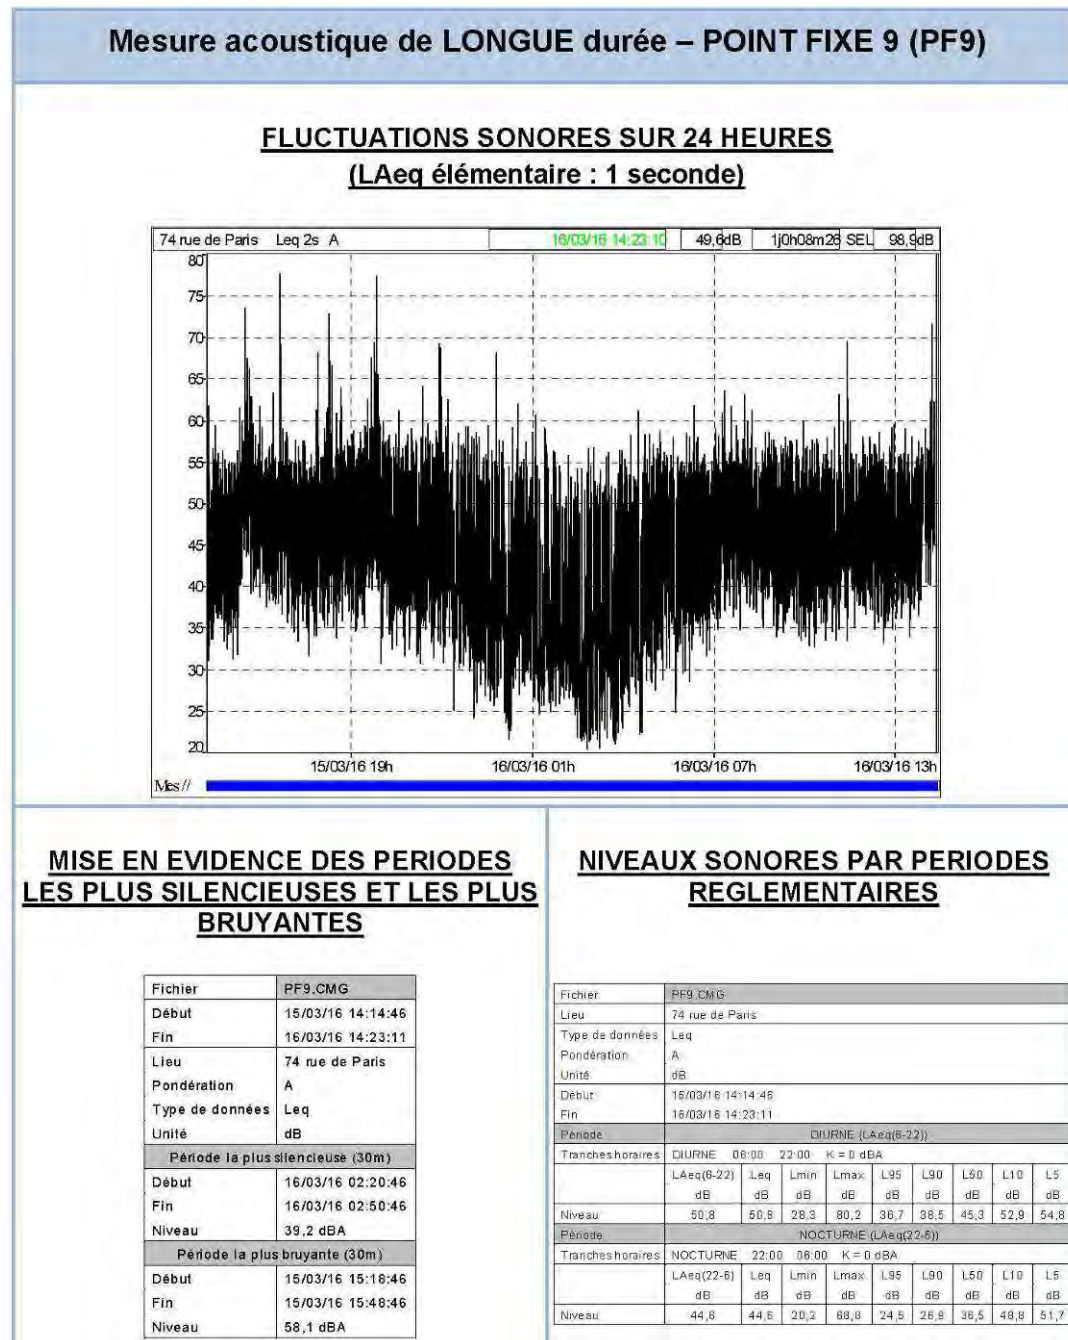 Mesure acoustique de LONGUE durée – POINT FIXE 9 (PF9)
FLUCTUATIONS SONORES SUR 24 HEURES
(LAeq élémentaire : 1 seconde)
74 rue de Paris Leq 2s A 16/03/16 14:23:10 49,6dB 1j0h08m26 SEL 98,9dB
80
75
70
65
60
55
50
45
40
35
30
25
20
15/03/16 19h 16/03/16 01h 16/03/16 07h 16/03/16 13h
Mes //
MISE EN EVIDENCE DES PERIODES
LES PLUS SILENCIEUSES ET LES PLUS
BRUYANTES
Fichier PF9.CMG
Début 15/03/16 14:14:46
Fin 16/03/16 14:23:11
Lieu 74 rue de Paris
Pondération A
Type de données Leq
Unité dB
Période la plus silencieuse (30m)
Début 16/03/16 02:20:46
Fin 16/03/16 02:50:46
Niveau 39,2 dBA
Période la plus bruyante (30m)
Début 15/03/16 15:18:46
Fin 15/03/16 15:48:46
Niveau 58,1 dBA
NIVEAUX SONORES PAR PERIODES
REGLEMENTAIRES
Fichier PF9.CMG
Lieu 74 rue de Paris
Type de données Leq
Pondération A
Unité dB
Début 15/03/16 14:14:46
Fin 16/03/16 14:23:11
Période DIURNE (LAeq(6-22))
Tranches horaires DIURNE 06:00 22:00 K = 0 dBA
LAeq(6-22) Leq Lmin Lmax L95 L90 L50 L10 L5
dB dB dB dB dB dB dB dB dB
Niveau 50,8 50,8 28,3 80,2 36,7 38,5 45,3 52,9 54,8
Période NOCTURNE (LAeq(22-6))
Tranches horaires NOCTURNE 22:00 06:00 K = 0 dBA
LAeq(22-6) Leq Lmin Lmax L95 L90 L50 L10 L5
dB dB dB dB dB dB dB dB dB
Niveau 44,6 44,6 20,2 68,8 24,5 26,9 36,5 48,8 51,7